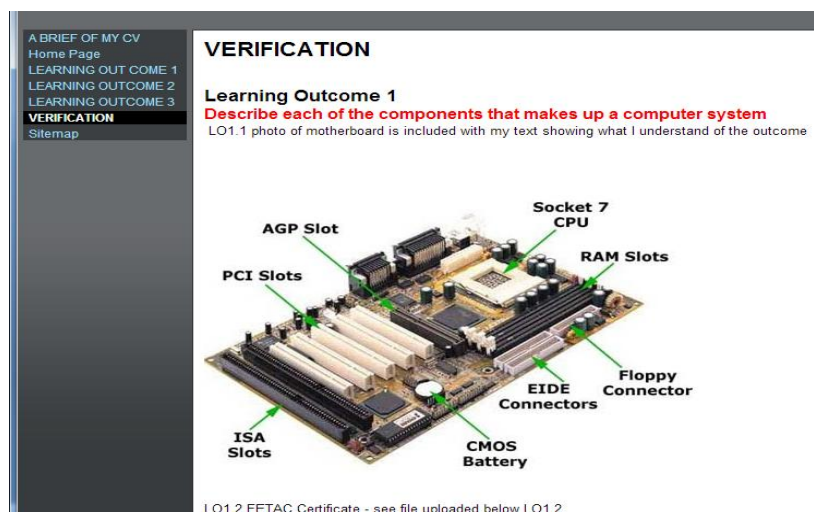 A BRIEF OF MY CV
Home Page
LEARNING OUT COME 1
LEARNING OUTCOME 2
LEARNING OUTCOME 3
VERIFICATION
Sitemap
VERIFICATION
Learning Outcome 1
Describe each of the components that makes up a computer system
LO1.1 photo of motherboard is included with my text showing what I understand of the outcome
Socket 7
CPU
AGP Slot
RAM Slots
PCI Slots
Floppy
Connector
EIDE
Connectors
ISA
Slots
CMOS
Battery
LO1.2 FETAC Certificate - see file uploaded below LO1.2